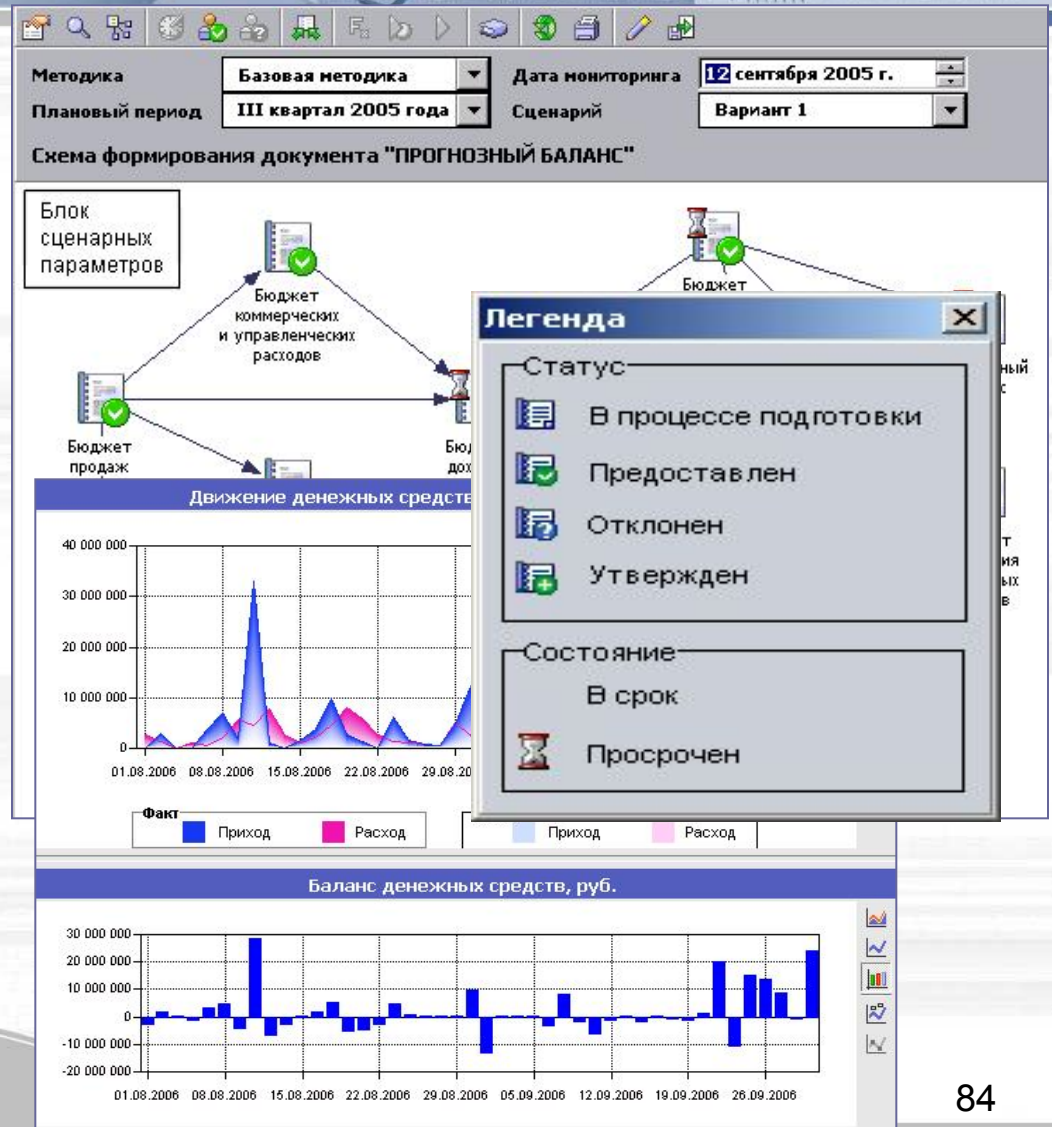 Методика
Базовая методика
Дата мониторинга
12 сентября 2005 г.
Плановый период
III квартал 2005 года
Сценарий
Вариант 1
Схема формирования документа "ПРОГНОЗНЫЙ БАЛАНС"
Блок
сценарных
параметров
Бюджет
коммерческих
и управленческих
расходов
Бюджет
Бюджет
продаж
Легенда
Статус
В процессе подготовки
Предоставлен
Отклонен
Утвержден
Состояние
В срок
Просрочен
Движение денежных средств
40 000 000
30 000 000
20 000 000
10 000 000
0
01.08.2006 08.08.2006 15.08.2006 22.08.2006 29.08.20
Факт
Приход Расход
Приход Расход
Баланс денежных средств, руб.
30 000 000
20 000 000
10 000 000
0
-10 000 000
-20 000 000
01.08.2006 08.08.2006 15.08.2006 22.08.2006 29.08.2006 05.09.2006 12.09.2006 19.09.2006 26.09.2006
84